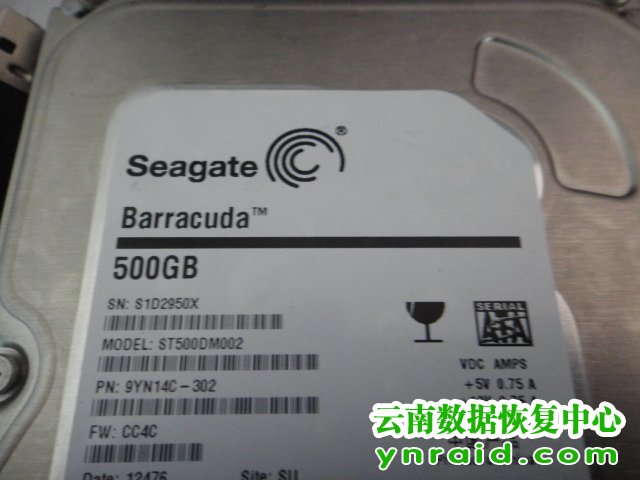 Seagate ®
Barracuda™
500GB
SN: S1D2950X
MODEL: ST500DM002
PN: 9YN14C-302
FW: CC4C
Date: 12476 Site: SU
SERIAL
VDC AMPS
+5V 0.75 A
云南数据恢复中心
ynraid.com